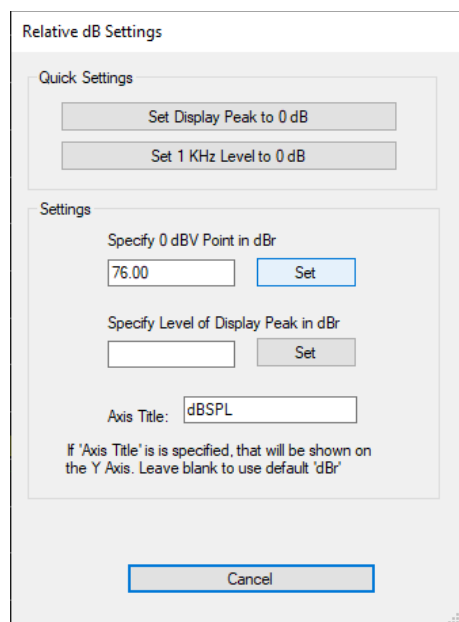 Relative dB Settings
Quick Settings
Set Display Peak to 0 dB
Set 1 KHz Level to 0 dB
Settings
Specify 0 dBV Point in dBr
76.00
Set
Specify Level of Display Peak in dBr
Set
Axis Title:
dBSPL
If 'Axis Title' is is specified, that will be shown on
the Y Axis. Leave blank to use default 'dBr'
Cancel